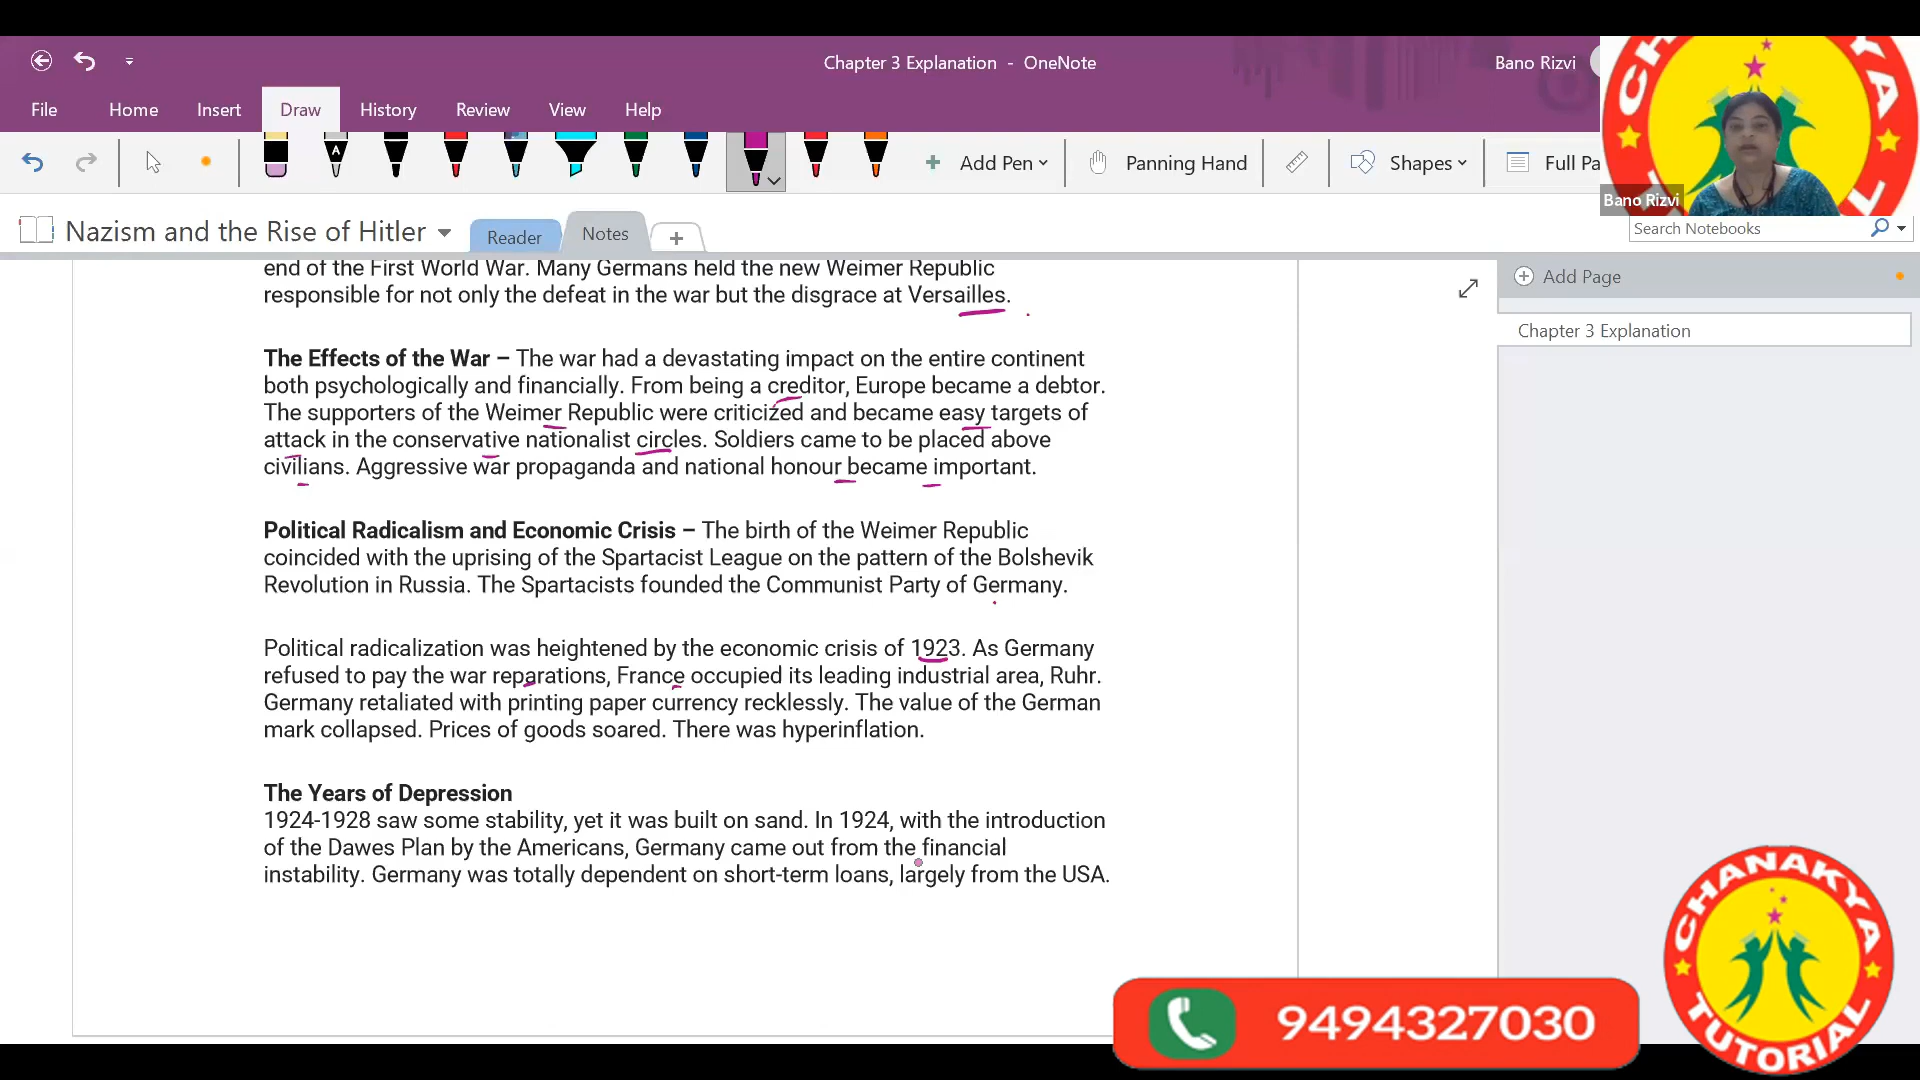 Chapter 3 Explanation - OneNote
Bano Rizvi
File Home Insert Draw History Review View Help
A
Add Pen
Panning Hand
Shapes
Full Pa
Bano Rizvi
Nazism and the Rise of Hitler
Reader
Notes
Search Notebooks
Add Page
Chapter 3 Explanation
end of the First World War. Many Germans held the new Weimer Republic
responsible for not only the defeat in the war but the disgrace at Versailles.
The Effects of the War – The war had a devastating impact on the entire continent
both psychologically and financially. From being a creditor, Europe became a debtor.
The supporters of the Weimer Republic were criticized and became easy targets of
attack in the conservative nationalist circles. Soldiers came to be placed above
civilians. Aggressive war propaganda and national honour became important.
Political Radicalism and Economic Crisis – The birth of the Weimer Republic
coincided with the uprising of the Spartacist League on the pattern of the Bolshevik
Revolution in Russia. The Spartacists founded the Communist Party of Germany.
Political radicalization was heightened by the economic crisis of 1923. As Germany
refused to pay the war reparations, France occupied its leading industrial area, Ruhr.
Germany retaliated with printing paper currency recklessly. The value of the German
mark collapsed. Prices of goods soared. There was hyperinflation.
The Years of Depression
1924-1928 saw some stability, yet it was built on sand. In 1924, with the introduction
of the Dawes Plan by the Americans, Germany came out from the financial
instability. Germany was totally dependent on short-term loans, largely from the USA.
9494327030
CHANAKYA
TUTORIAL